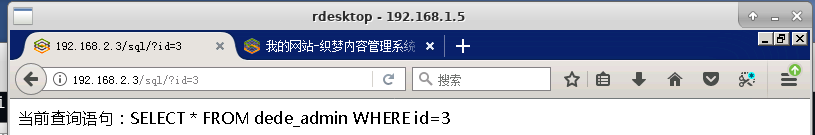 rdesktop - 192.168.1.5
192.168.2.3/sql/?id=3
我的网站-织梦内容管理系统
192.168.2.3/sql/?id=3
搜索
当前查询语句：SELECT * FROM dede_admin WHERE id=3